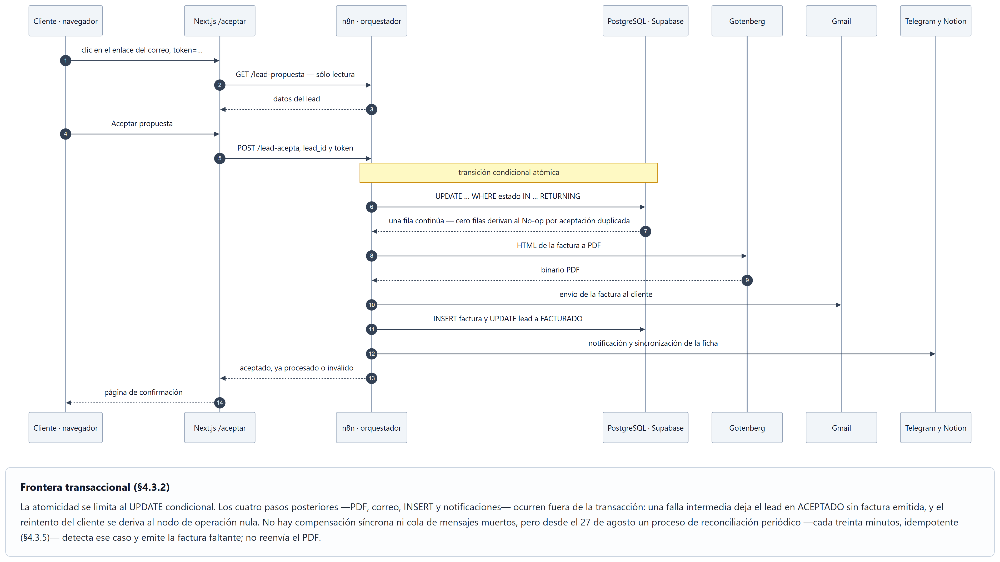 Cliente · navegador
Next.js /aceptar
n8n · orquestador
PostgreSQL · Supabase
Gotenberg
Gmail
Telegram y Notion
clic en el enlace del correo, token=...
1
GET /lead-propuesta — sólo lectura
2
datos del lead
3
Aceptar propuesta
4
POST /lead-acepta, lead_id y token
5
transición condicional atómica
UPDATE ... WHERE estado IN ... RETURNING
6
una fila continúa — cero filas derivan al No-op por aceptación duplicada
7
HTML de la factura a PDF
8
binario PDF
9
envío de la factura al cliente
10
INSERT factura y UPDATE lead a FACTURADO
11
notificación y sincronización de la ficha
12
aceptado, ya procesado o inválido
13
página de confirmación
14
Cliente · navegador
Next.js /aceptar
n8n · orquestador
PostgreSQL · Supabase
Gotenberg
Gmail
Telegram y Notion
Frontera transaccional (§4.3.2)
La atomicidad se limita al UPDATE condicional. Los cuatro pasos posteriores —PDF, correo, INSERT y notificaciones— ocurren fuera de la transacción: una falla intermedia deja el lead en ACEPTADO sin factura emitida, y el
reintento del cliente se deriva al nodo de operación nula. No hay compensación síncrona ni cola de mensajes muertos, pero desde el 27 de agosto un proceso de reconciliación periódico —cada treinta minutos, idempotente
(§4.3.5)— detecta ese caso y emite la factura faltante; no reenvía el PDF.